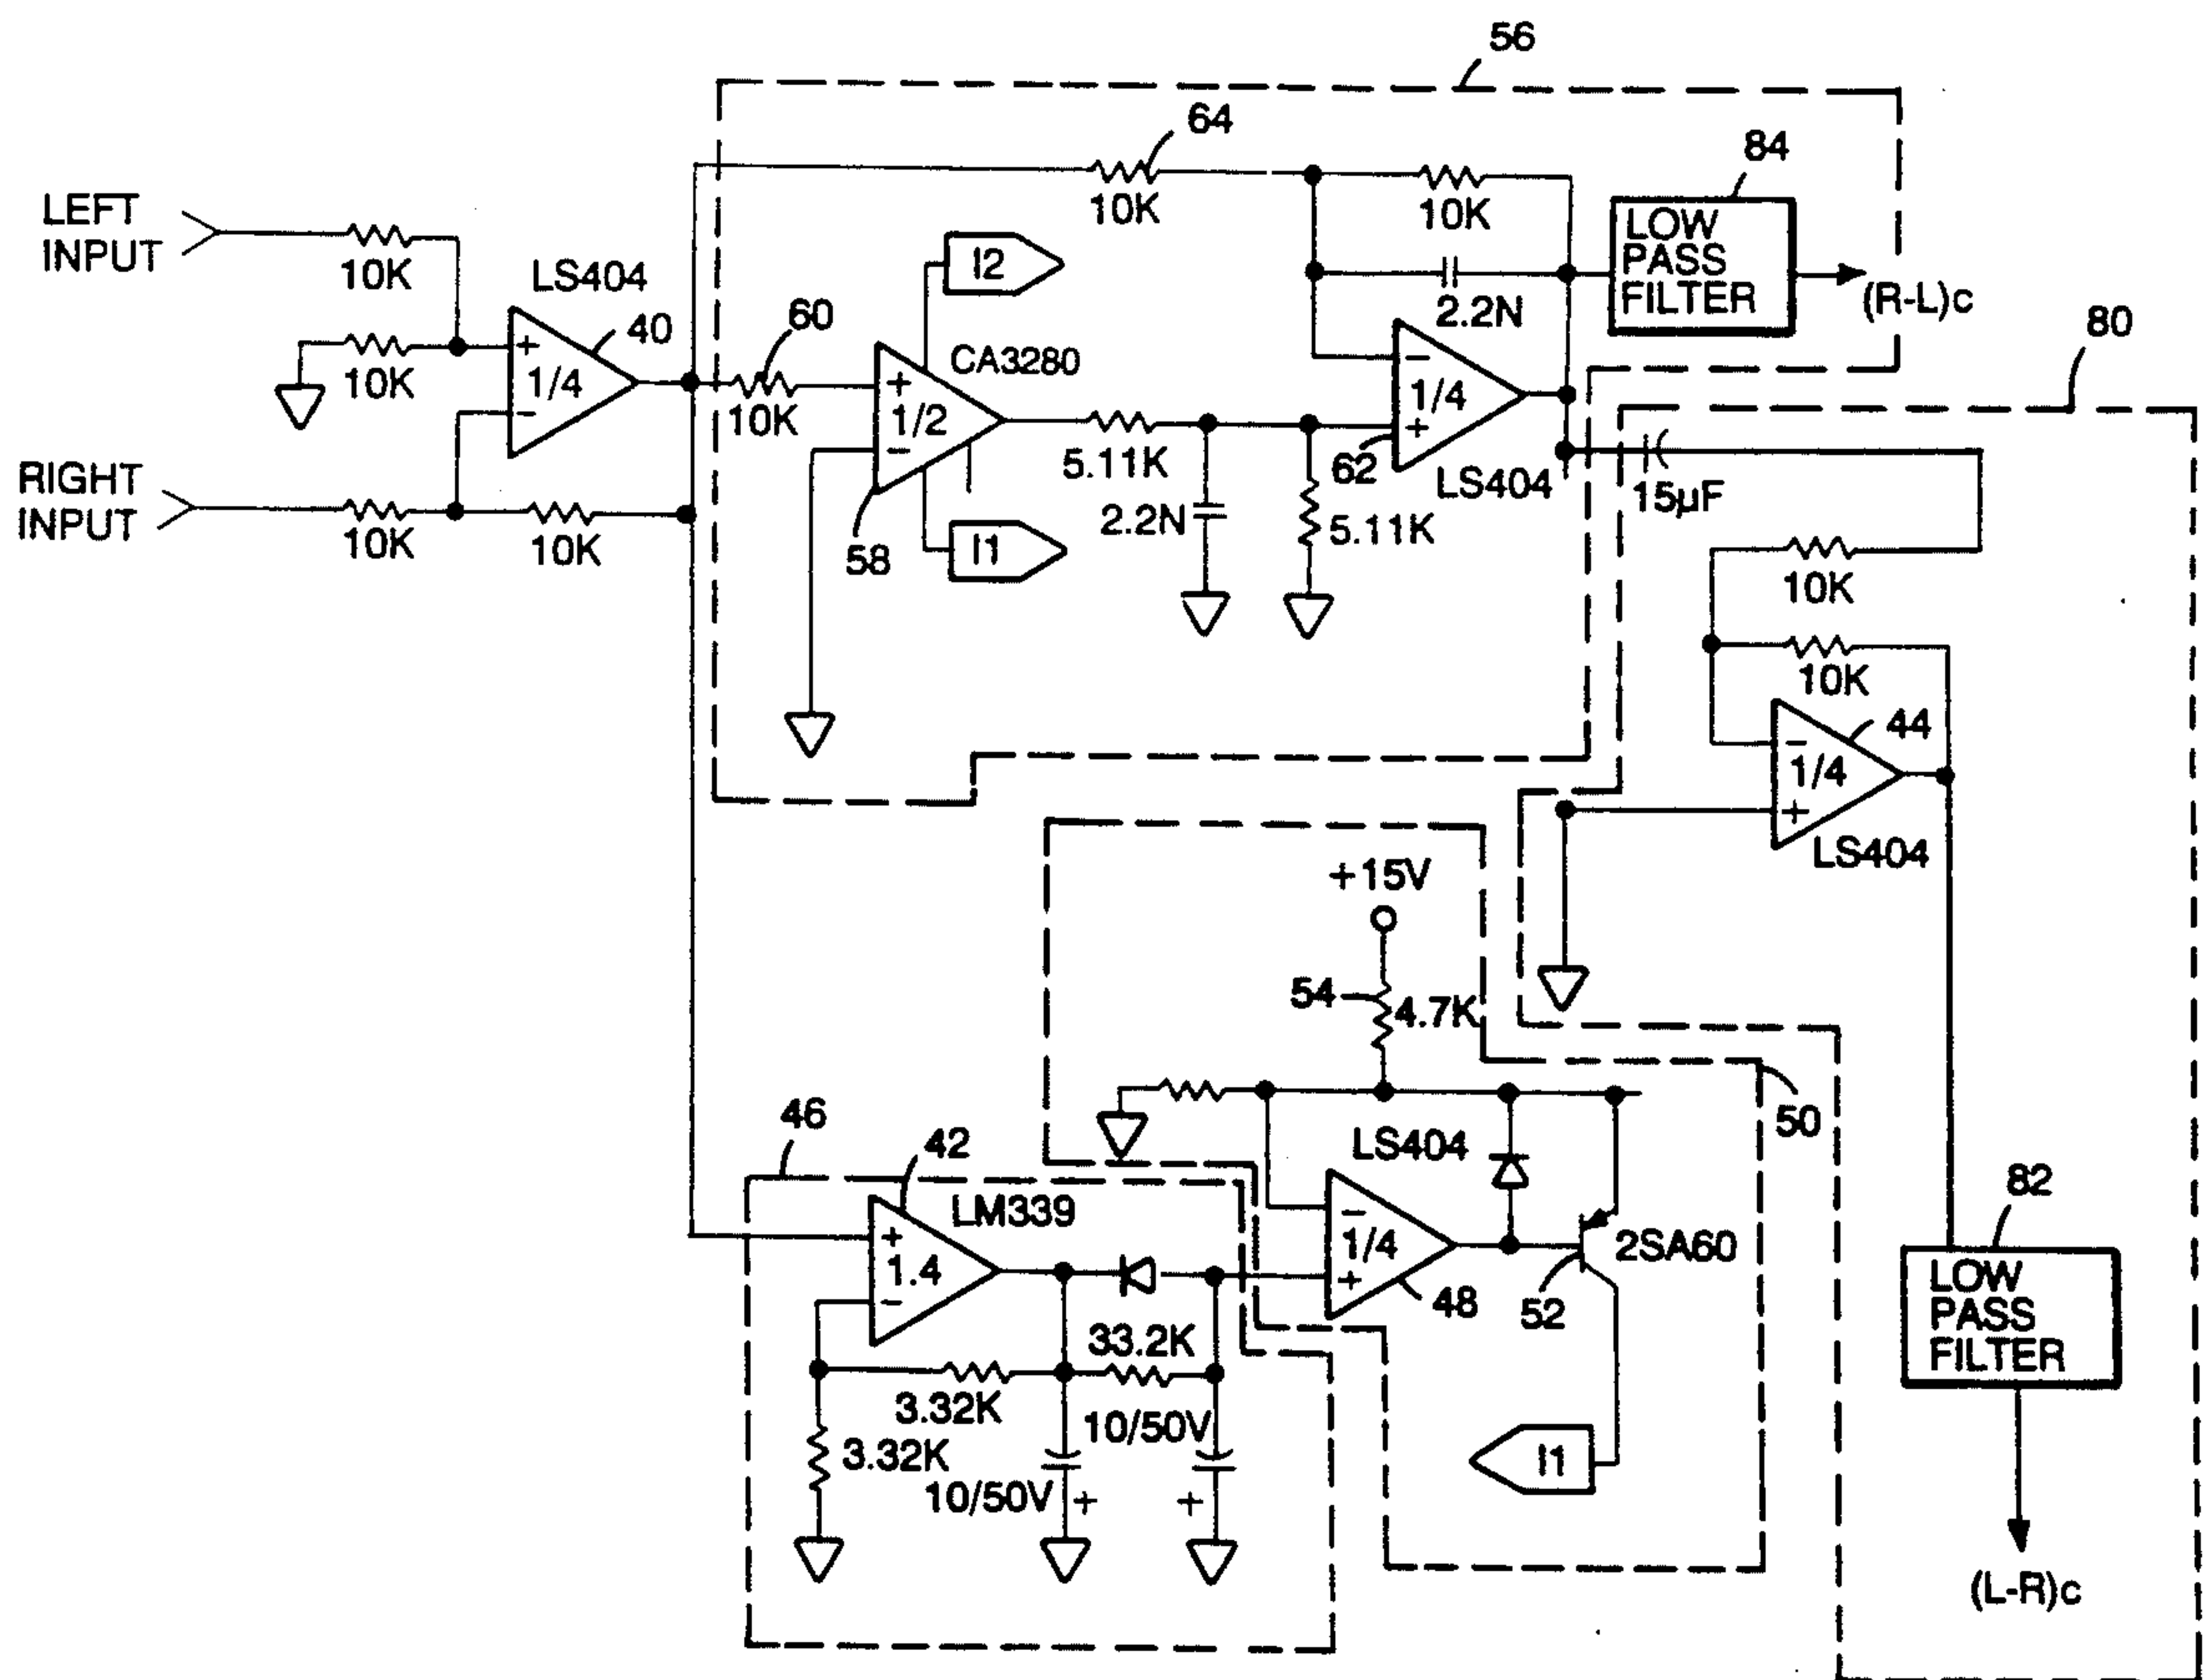 56
64
84
LEFT
INPUT
10K
10K
10K
LOW
PASS
FILTER
I2
LS404
40
60
2.2N
(R-L)c
80
+
1/4
-
10K
CA3280
10K
+
1/2
-
-
1/4
+
5.11K
62
LS404
15µF
RIGHT
INPUT
10K
10K
58
I1
2.2N
5.11K
10K
10K
44
-
1/4
+
LS404
+15V
54
4.7K
46
42
50
LS404
LM339
+
1.4
-
-
1/4
+
48
52
2SA60
82
LOW
PASS
FILTER
33.2K
3.32K
10/50V
3.32K
10/50V
+
+
I1
(L-R)c